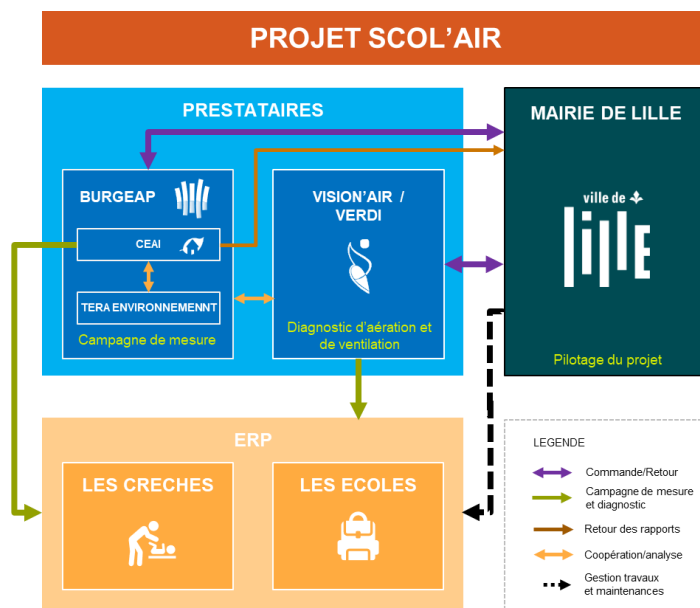 PROJET SCOL'AIR
PRESTATAIRES
BURGEAP
CEAI
TERA ENVIRONNEMENNT
Campagne de mesure
VISION'AIR /
VERDI
Diagnostic d'aération et
de ventilation
MAIRIE DE LILLE
ville de
lille
Pilotage du projet
ERP
LES CRECHES
LES ECOLES
LEGENDE
Commande/Retour
Campagne de mesure
et diagnostic
Retour des rapports
Coopération/analyse
Gestion travaux
et maintenances